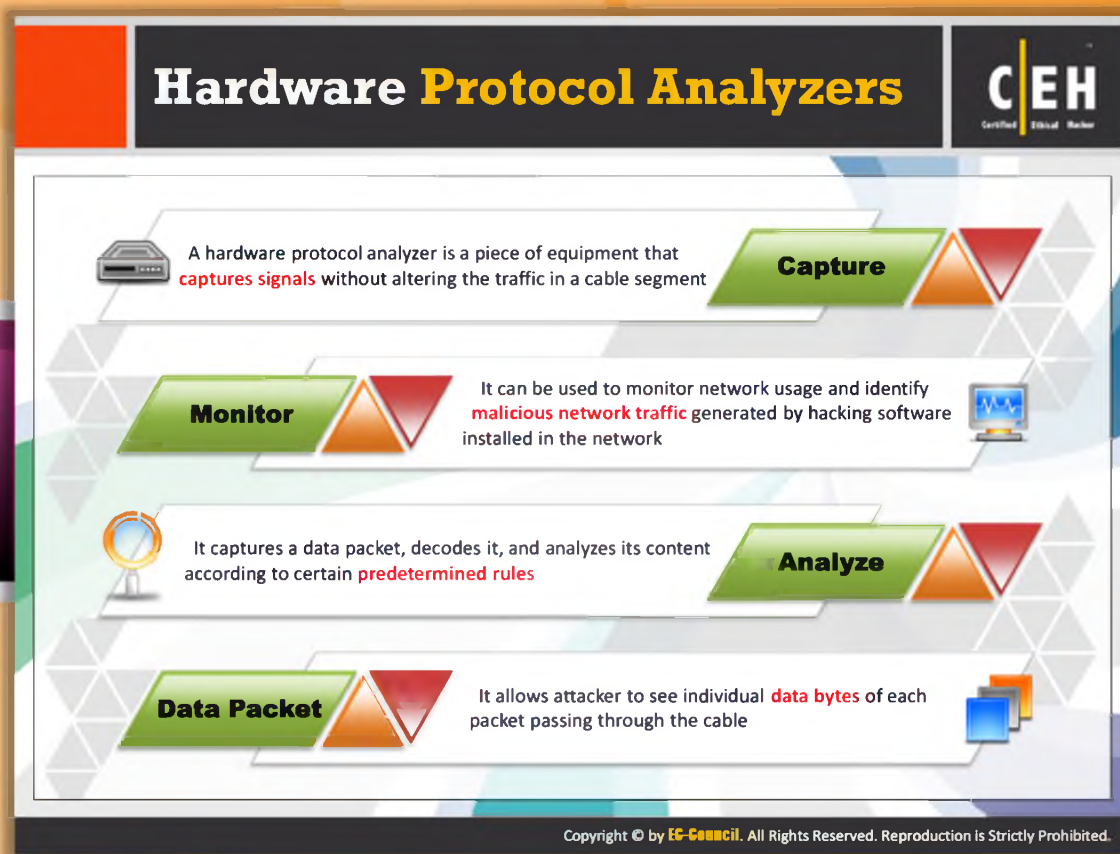 Hardware Protocol Analyzers
CEH
Certified Ethical Hacker
A hardware protocol analyzer is a piece of equipment that
captures signals without altering the traffic in a cable segment
Capture
Monitor
It can be used to monitor network usage and identify
malicious network traffic generated by hacking software
installed in the network
It captures a data packet, decodes it, and analyzes its content
according to certain predetermined rules
Analyze
Data Packet
It allows attacker to see individual data bytes of each
packet passing through the cable
Copyright © by EC-Council. All Rights Reserved. Reproduction is Strictly Prohibited.